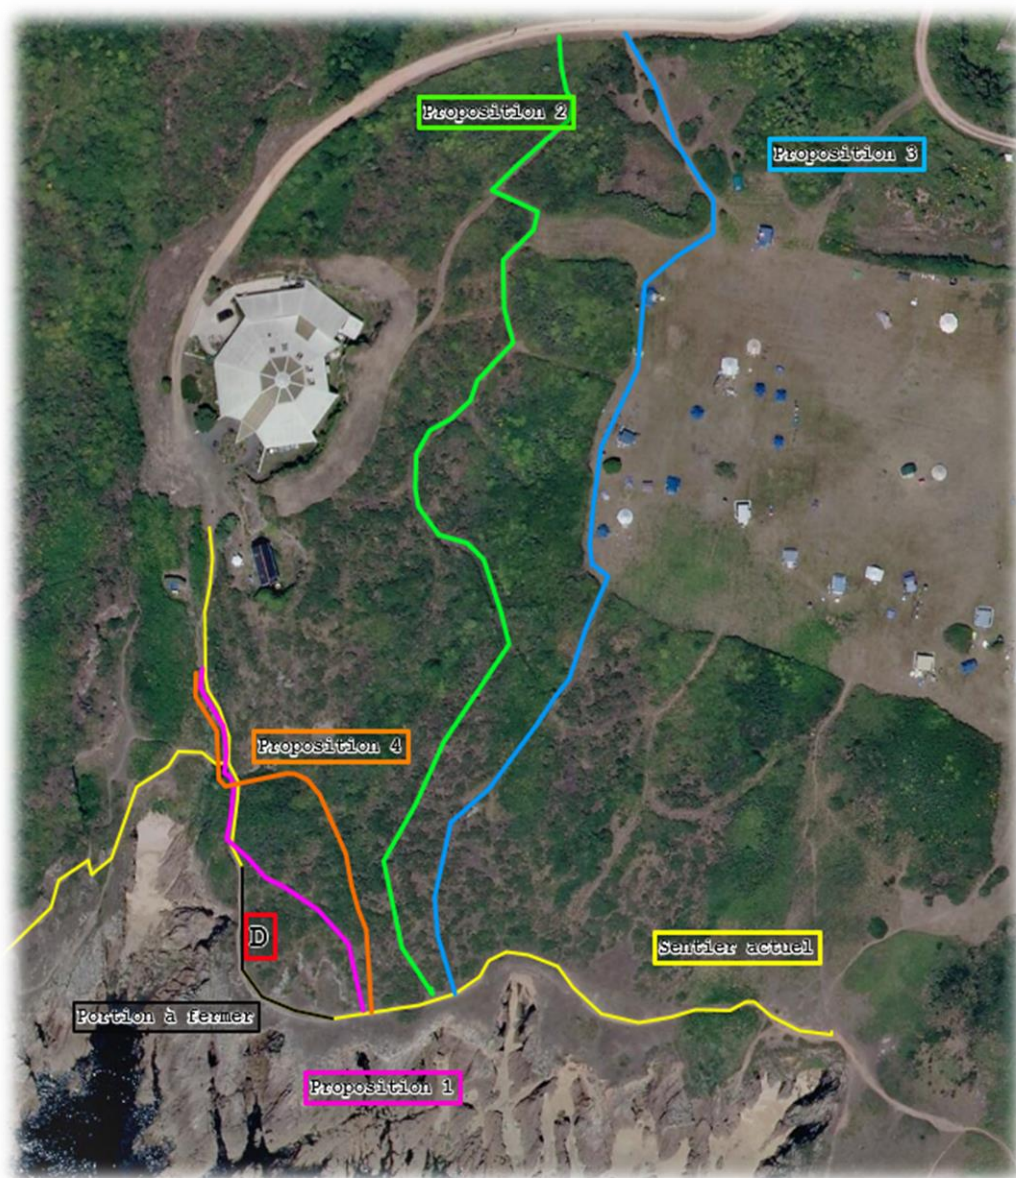 Proposition 2
Proposition 3
Proposition 4
D
Sentier actuel
Portion à fermer
Proposition 1